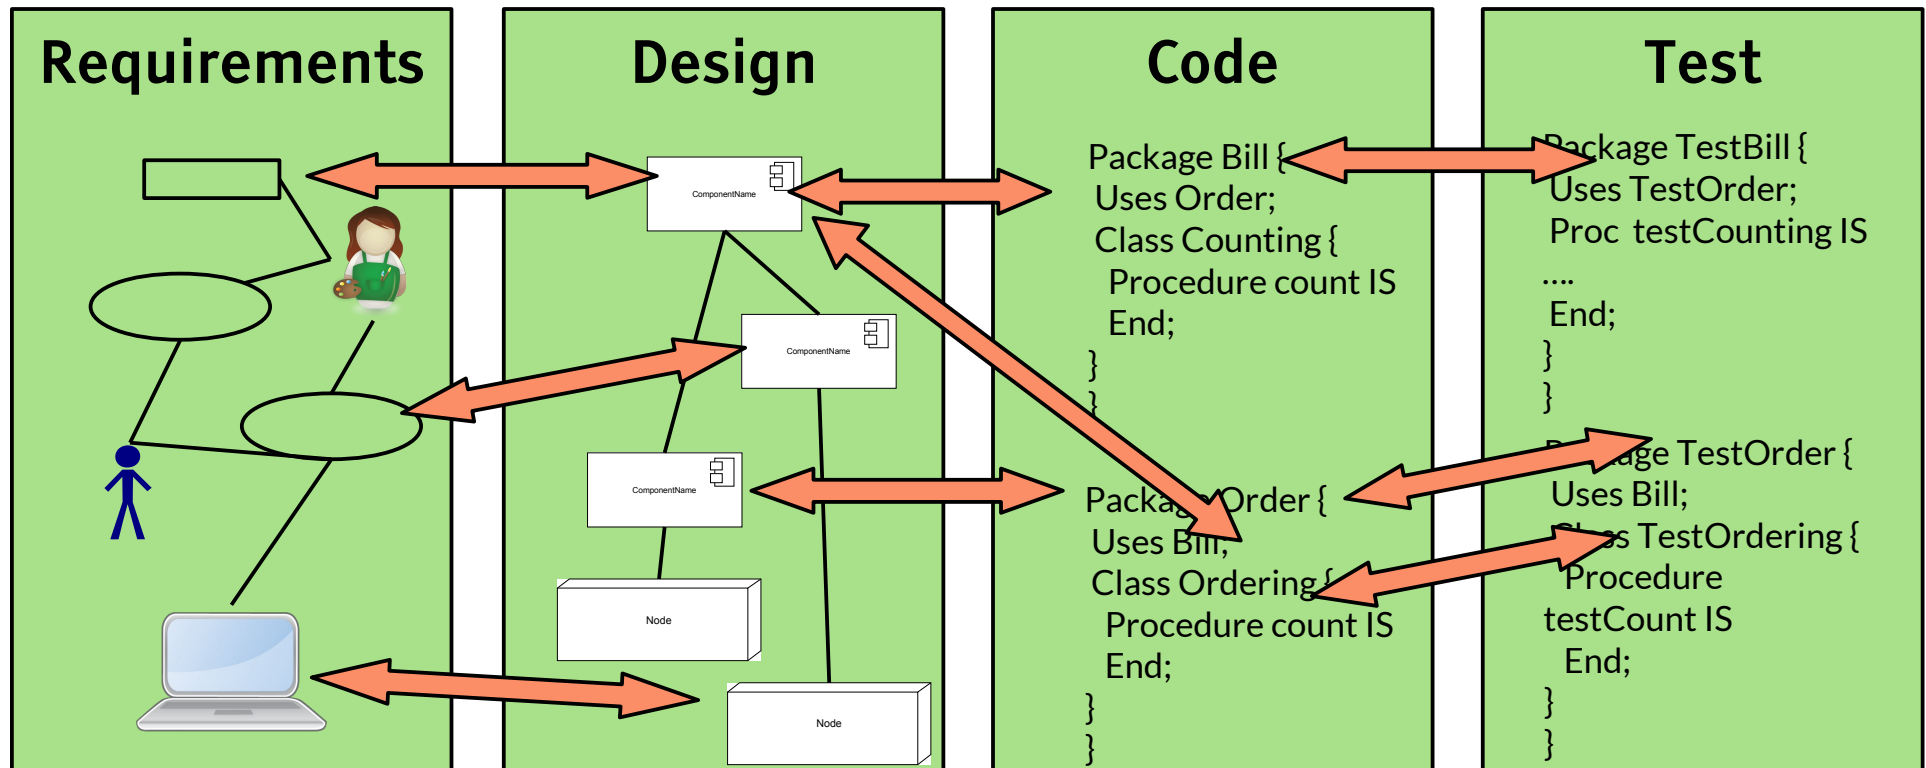 Requirements
ComponentName
ComponentName
ComponentName
Node
Node
Design
Code
Package Bill {
Uses Order;
Class Counting {
Procedure count IS
End;
}
}
Order {
Uses Bill;
Class Ordering {
Procedure count IS
End;
}
}
Test
TestBill {
Uses TestOrder;
Proc testCounting IS
....
End;
}
}
TestOrder {
Uses Bill;
TestOrdering {
Procedure
testCount IS
End;
}
}